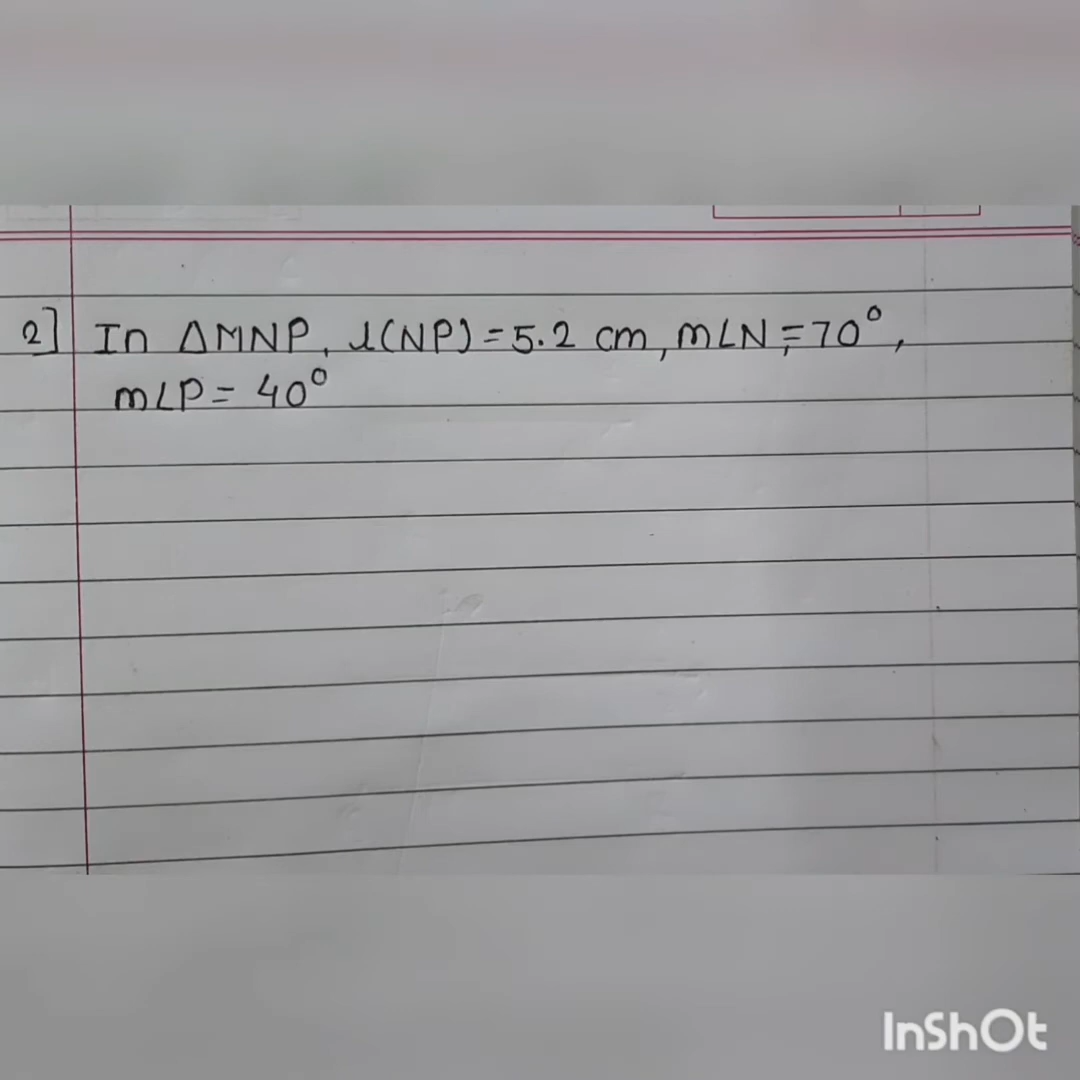 2] In ΔMNP, l(NP) = 5.2 cm, m∠N = 70°,
m∠P = 40°
InShOt